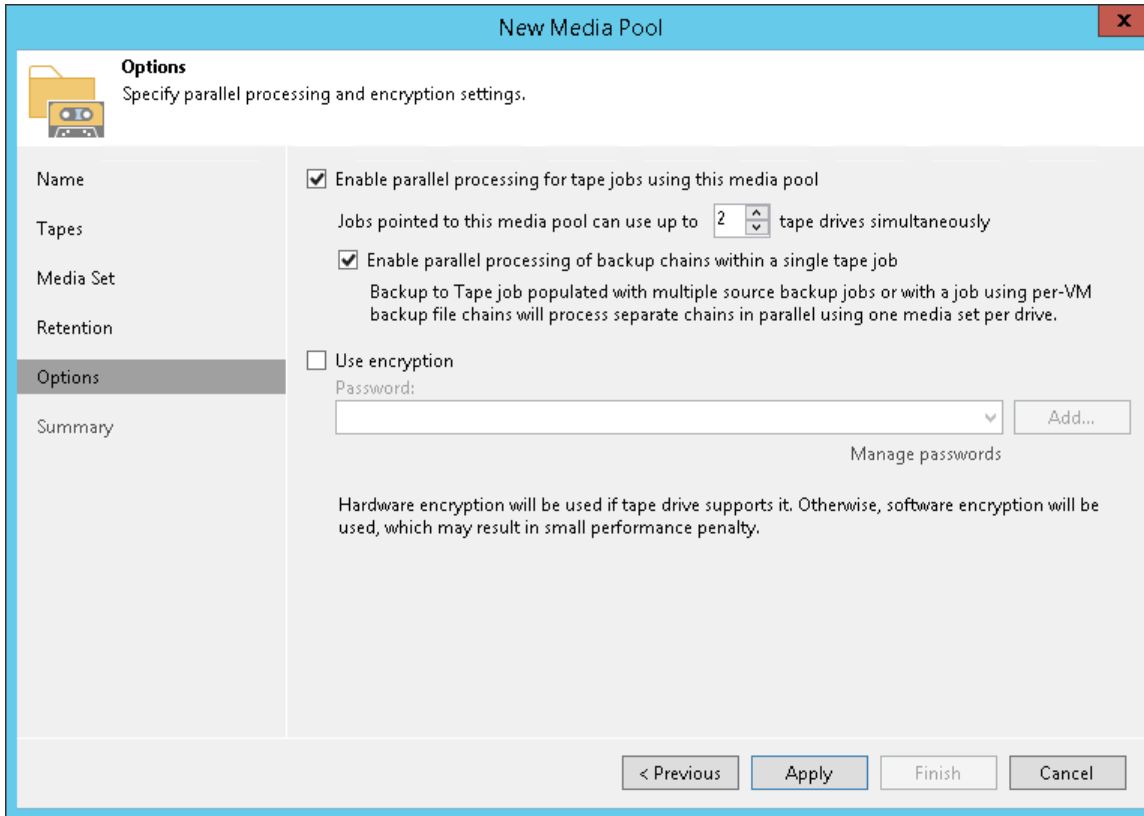 New Media Pool
x
Options
Specify parallel processing and encryption settings.
Name
Tapes
Media Set
Retention
Options
Summary
Enable parallel processing for tape jobs using this media pool
Jobs pointed to this media pool can use up to 2 tape drives simultaneously
Enable parallel processing of backup chains within a single tape job
Backup to Tape job populated with multiple source backup jobs or with a job using per-VM
backup file chains will process separate chains in parallel using one media set per drive.
Use encryption
Password:
Add...
Manage passwords
Hardware encryption will be used if tape drive supports it. Otherwise, software encryption will be
used, which may result in small performance penalty.
< Previous
Apply
Finish
Cancel